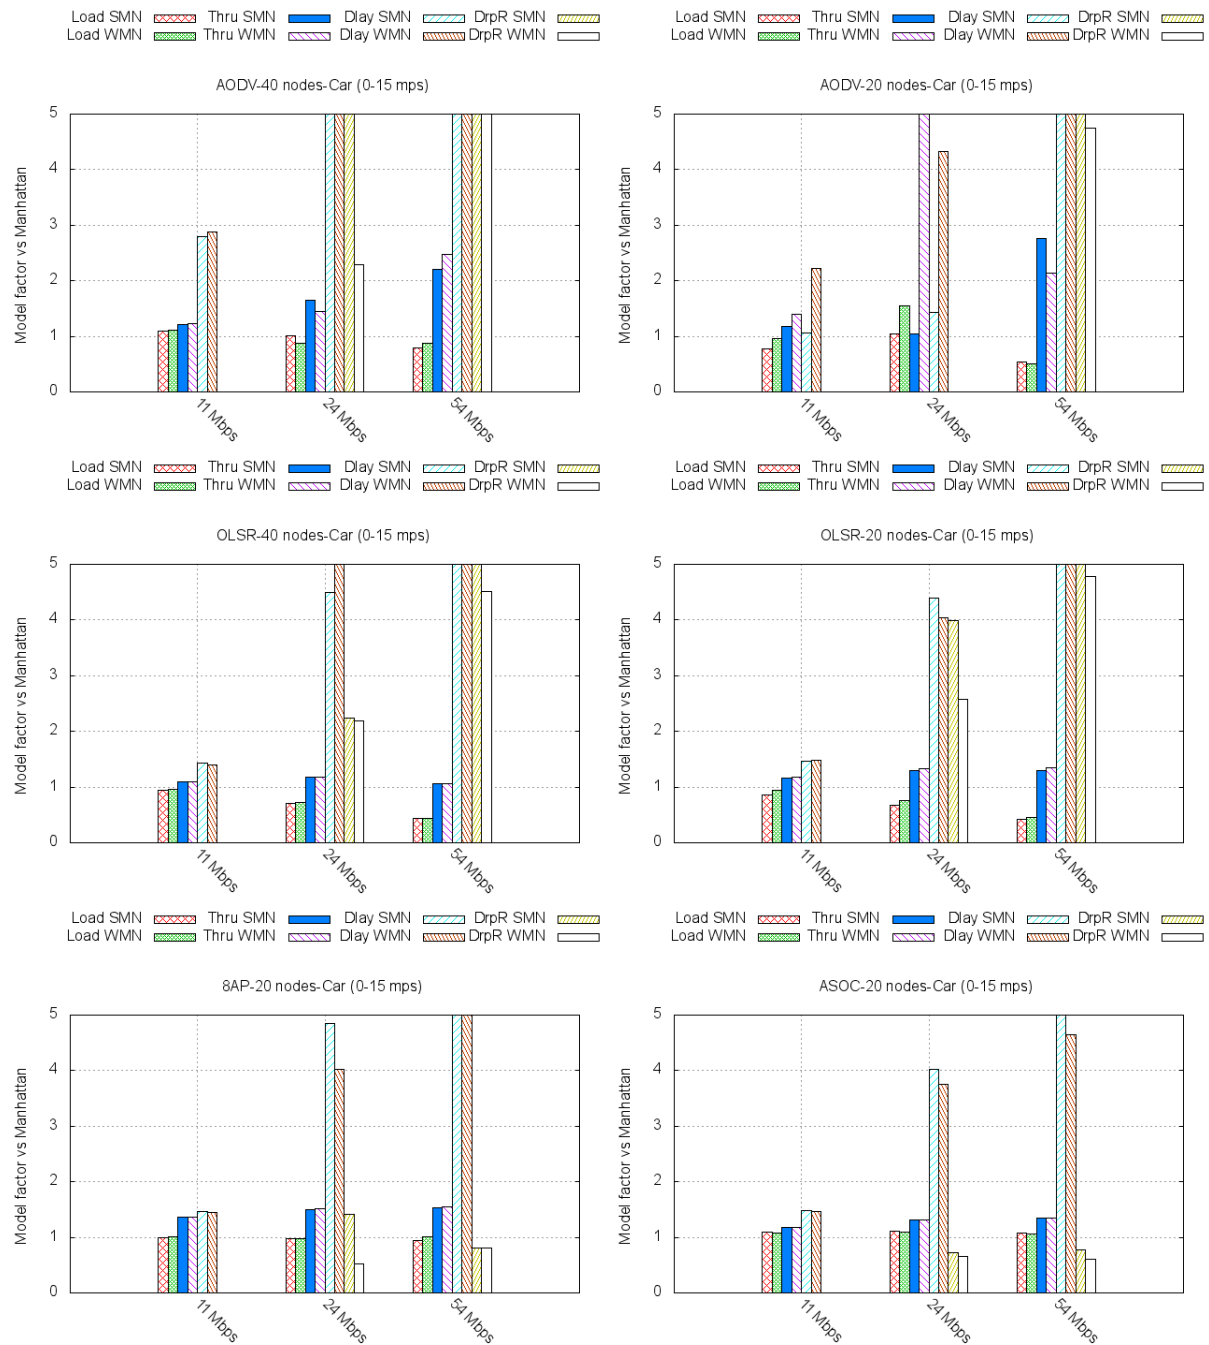 Load SMN Thru SMN Dlay SMN DrpR SMN
Load WMN Thru WMN Dlay WMN DrpR WMN
AODV-40 nodes-Car (0-15 mps)
5
4
3
2
1
0
Model factor vs Manhattan
11 Mbps
24 Mbps
54 Mbps
Load SMN Thru SMN Dlay SMN DrpR SMN
Load WMN Thru WMN Dlay WMN DrpR WMN
AODV-20 nodes-Car (0-15 mps)
5
4
3
2
1
0
Model factor vs Manhattan
11 Mbps
24 Mbps
54 Mbps
Load SMN Thru SMN Dlay SMN DrpR SMN
Load WMN Thru WMN Dlay WMN DrpR WMN
OLSR-40 nodes-Car (0-15 mps)
5
4
3
2
1
0
Model factor vs Manhattan
11 Mbps
24 Mbps
54 Mbps
Load SMN Thru SMN Dlay SMN DrpR SMN
Load WMN Thru WMN Dlay WMN DrpR WMN
OLSR-20 nodes-Car (0-15 mps)
5
4
3
2
1
0
Model factor vs Manhattan
11 Mbps
24 Mbps
54 Mbps
Load SMN Thru SMN Dlay SMN DrpR SMN
Load WMN Thru WMN Dlay WMN DrpR WMN
8AP-20 nodes-Car (0-15 mps)
5
4
3
2
1
0
Model factor vs Manhattan
11 Mbps
24 Mbps
54 Mbps
Load SMN Thru SMN Dlay SMN DrpR SMN
Load WMN Thru WMN Dlay WMN DrpR WMN
ASOC-20 nodes-Car (0-15 mps)
5
4
3
2
1
0
Model factor vs Manhattan
11 Mbps
24 Mbps
54 Mbps